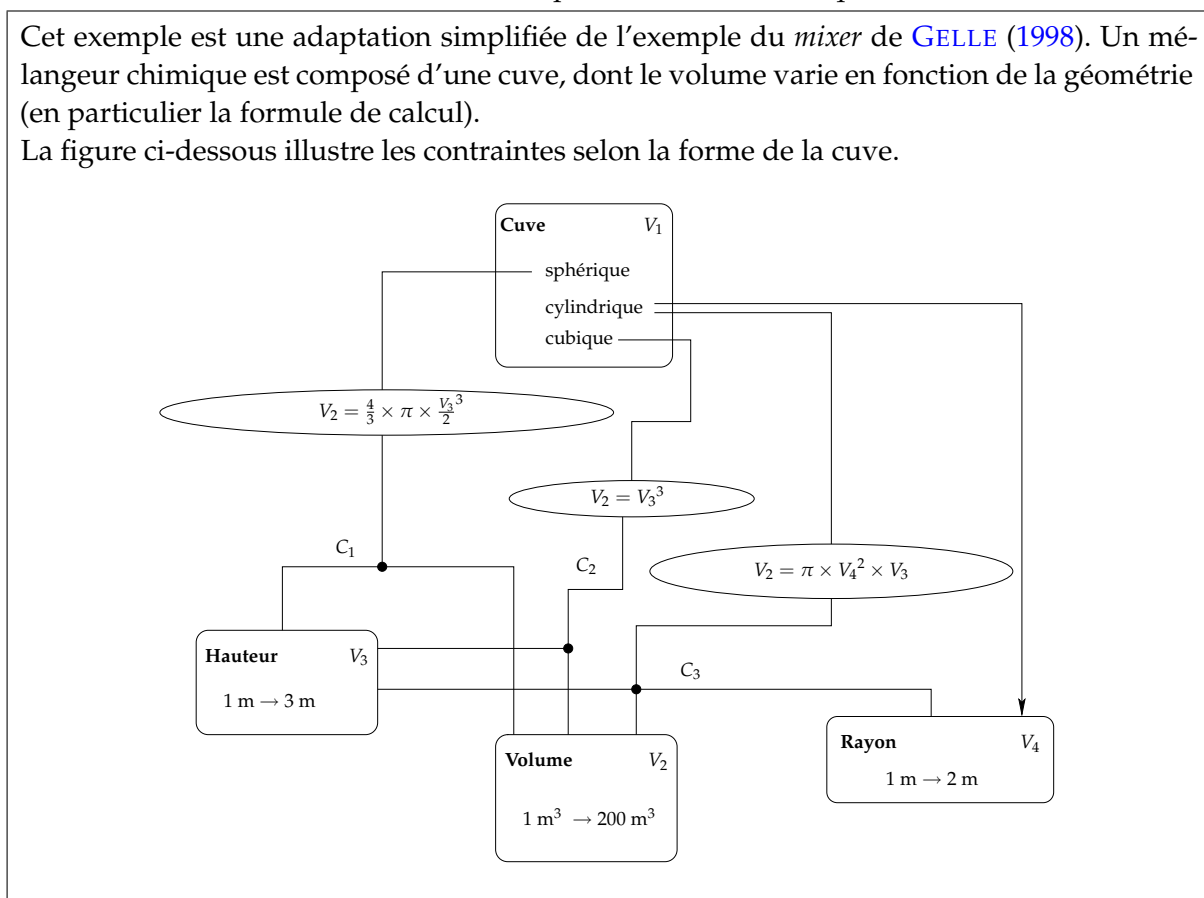 Cet exemple est une adaptation simplifiée de l'exemple du mixer de GELLE (1998). Un mé-
langeur chimique est composé d'une cuve, dont le volume varie en fonction de la géométrie
(en particulier la formule de calcul).
La figure ci-dessous illustre les contraintes selon la forme de la cuve.
Cuve V₁
sphérique
cylindrique
cubique
V₂ = 4/3 × π × V₃/2³
V₂ = V₃³
C₁
C₂
V₂ = π × V₄² × V₃
Hauteur V₃
1 m → 3 m
C₃
Volume V₂
1 m³ → 200 m³
Rayon V₄
1 m → 2 m